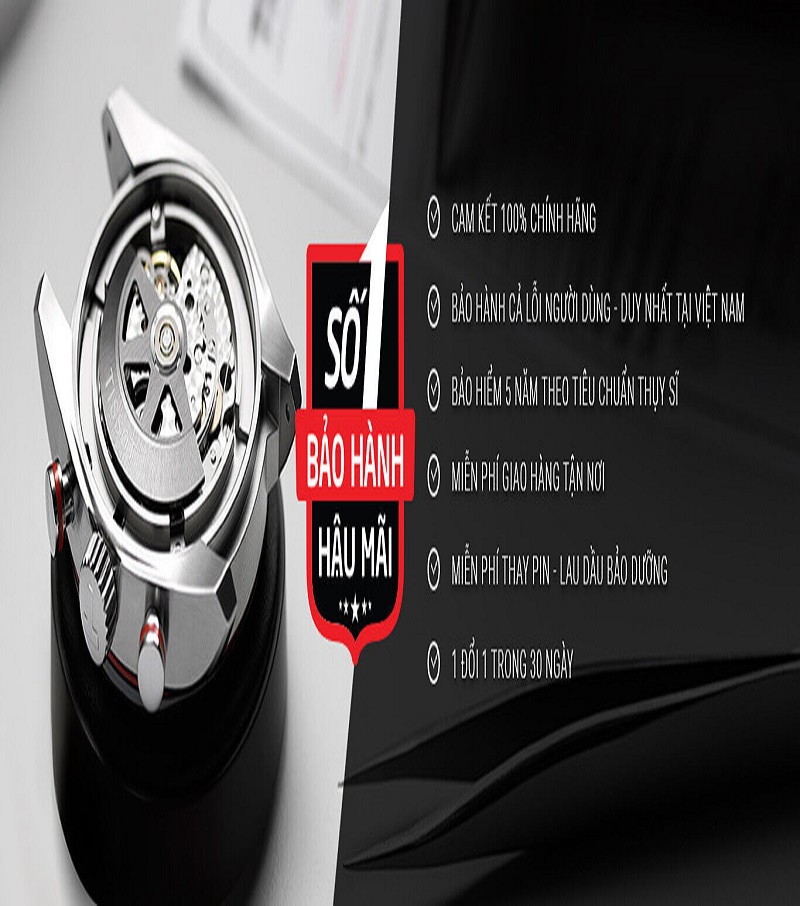 SỐ 1
BẢO HÀNH
HẬU MÃI
CAM KẾT 100% CHÍNH HÃNG
BẢO HÀNH CẢ LỖI NGƯỜI DÙNG - DUY NHẤT TẠI VIỆT NAM
BẢO HIỂM 5 NĂM THEO TIÊU CHUẨN THỤY SĨ
MIỄN PHÍ GIAO HÀNG TẬN NƠI
MIỄN PHÍ THAY PIN - LAU DẦU BẢO DƯỠNG
1 ĐỔI 1 TRONG 30 NGÀY